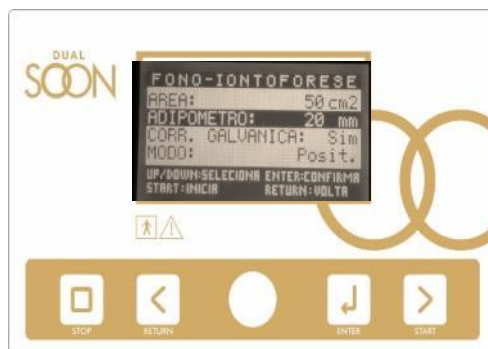 DUAL
SOON
FONO-IONTOFORESE
AREA: 50 cm2
ADIPOMETRO: 20 mm
CORR. GALVANICA: Sim
MODO: Posit.
UP/DOWN:SELECIONA ENTER:CONFIRMA
START:INICIA RETURN:VOLTA
STOP
RETURN
ENTER
START